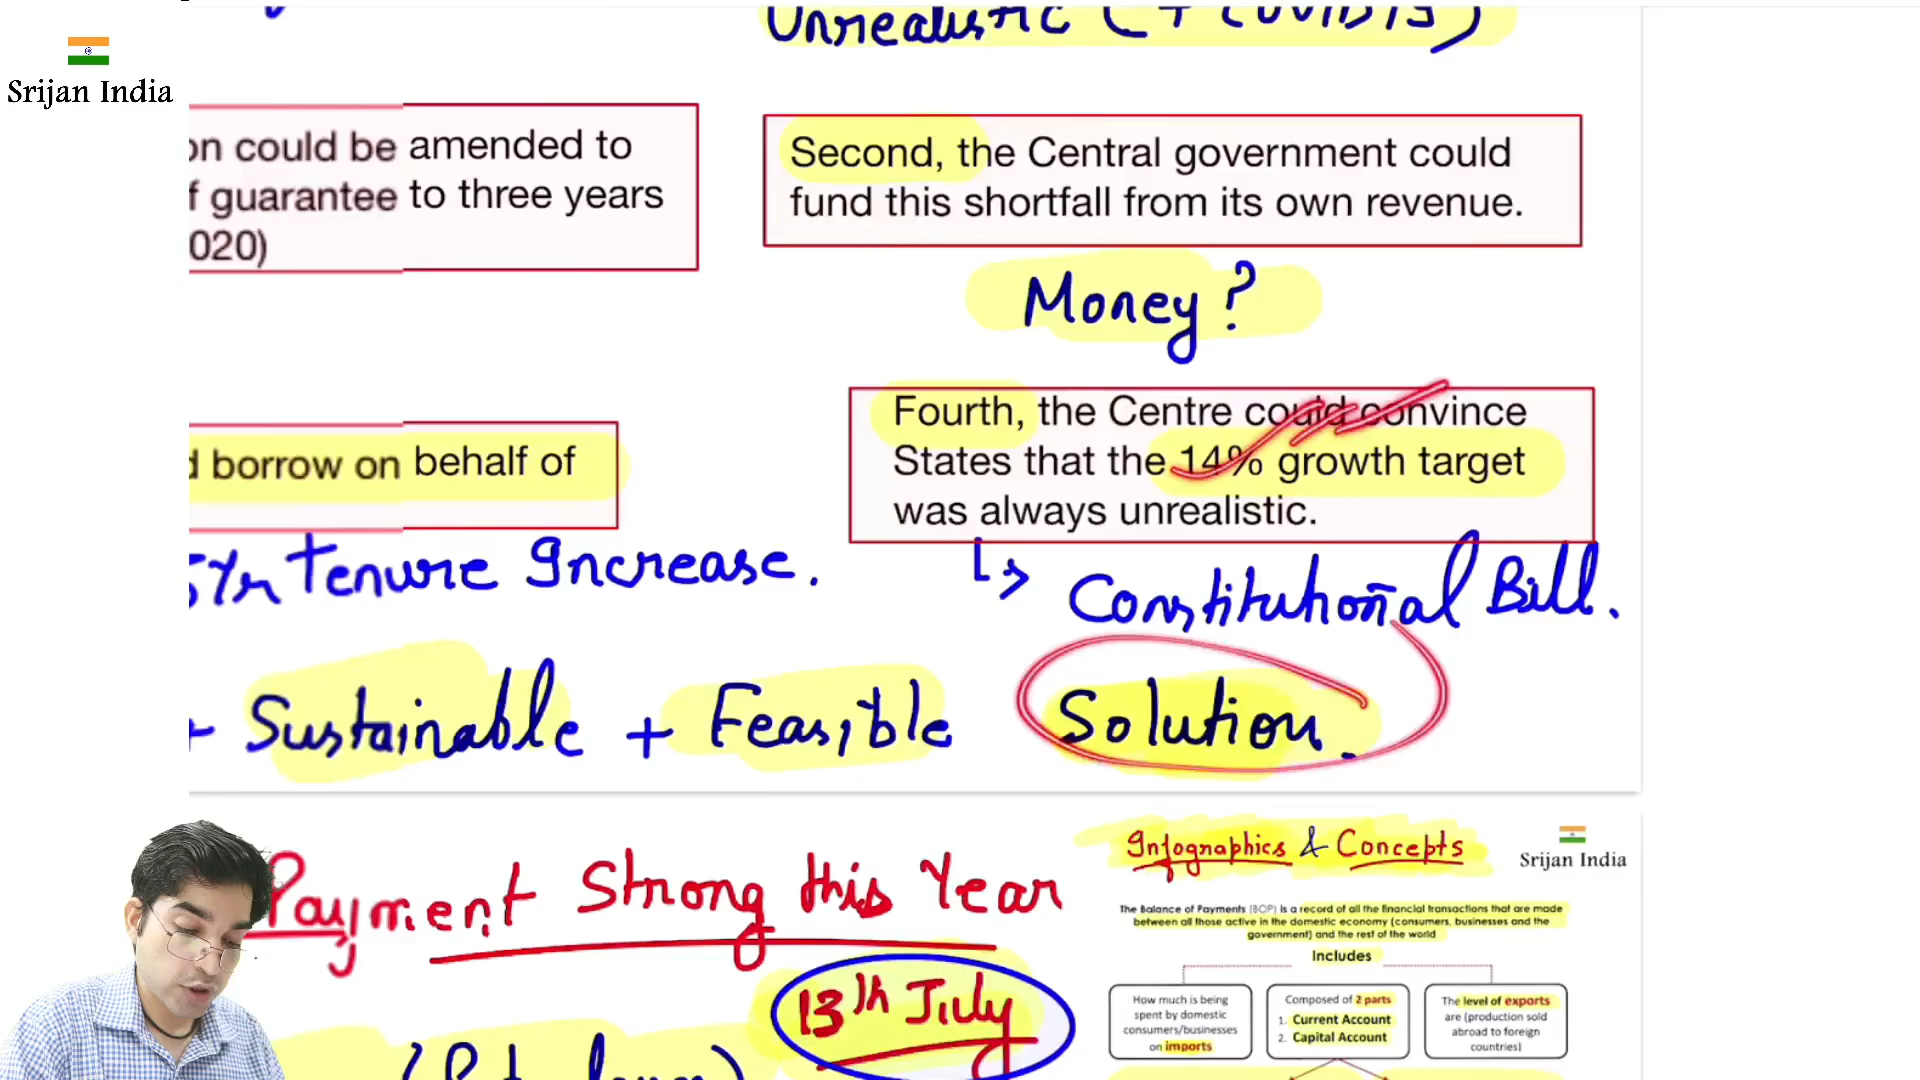 Unrealistic (+ COVID19)
Srijan India
on could be amended to
f guarantee to three years
020)
Second, the Central government could
fund this shortfall from its own revenue.
Money?
Fourth, the Centre could convince
States that the 14% growth target
was always unrealistic.
d borrow on behalf of
5Yr Tenure Increase.
↳ Constitutional Bill.
+ Sustainable + Feasible Solution.
Payment Strong this Year
13th July
Infographics & Concepts
Srijan India
The Balance of Payments (BOP) is a record of all the financial transactions that are made
between all those active in the domestic economy (consumers, businesses and the
government) and the rest of the world
Includes
How much is being
spent by domestic
consumers/businesses
on imports
Composed of 2 parts
1. Current Account
2. Capital Account
The level of exports
are (production sold
abroad to foreign
countries)